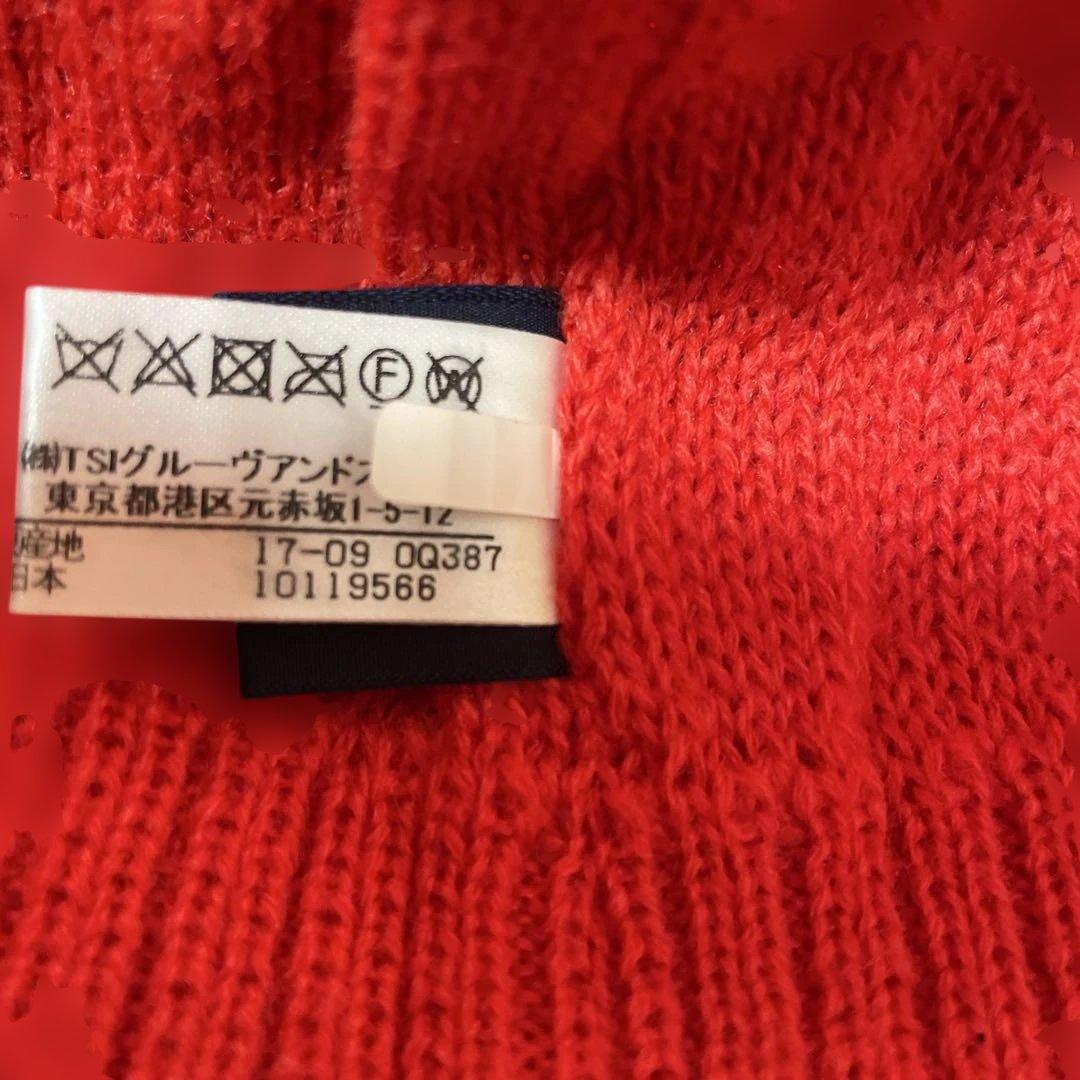 F W
㈱TSIグルーヴアンドス
東京都港区元赤坂1-5-12
産地 17-09 0Q387
日本 10119566